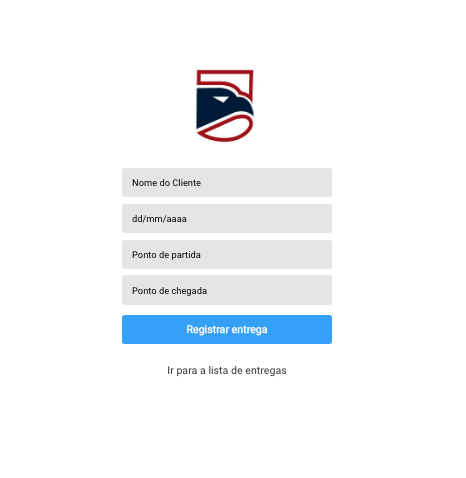 Nome do Cliente
dd/mm/aaaa
Ponto de partida
Ponto de chegada
Registrar entrega
Ir para a lista de entregas